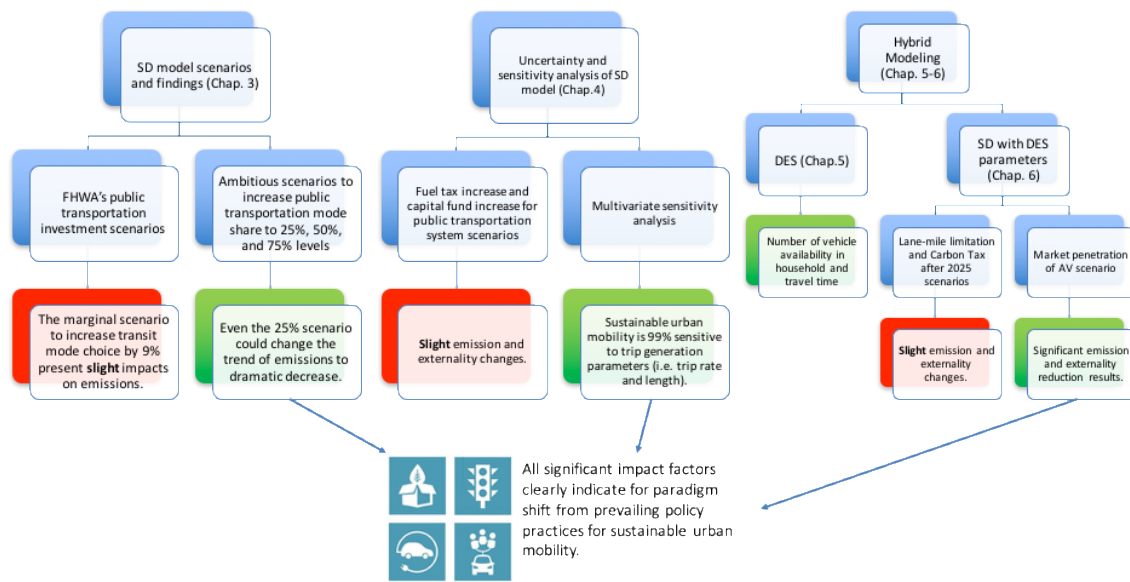 SD model scenarios
and findings (Chap. 3)
FHWA's public
transportation
investment scenarios
The marginal scenario
to increase transit
mode choice by 9%
present slight impacts
on emissions.
Ambitious scenarios to
increase public
transportation mode
share to 25%, 50%,
and 75% levels
Even the 25% scenario
could change the
trend of emissions to
dramatic decrease.
Uncertainty and
sensitivity analysis of SD
model (Chap.4)
Fuel tax increase and
capital fund increase for
public transportation
system scenarios
Slight emission and
externality changes.
Multivariate sensitivity
analysis
Sustainable urban
mobility is 99% sensitive
to trip generation
parameters (i.e. trip rate
and length).
Hybrid
Modeling
(Chap. 5-6)
DES (Chap.5)
Number of vehicle
availability in
household and
travel time
SD with DES
parameters
(Chap. 6)
Lane-mile limitation
and Carbon Tax
after 2025
scenarios
Slight emission and
externality
changes.
Market penetration
of AV scenario
Significant emission
and externality
reduction results.
All significant impact factors
clearly indicate for paradigm
shift from prevailing policy
practices for sustainable urban
mobility.